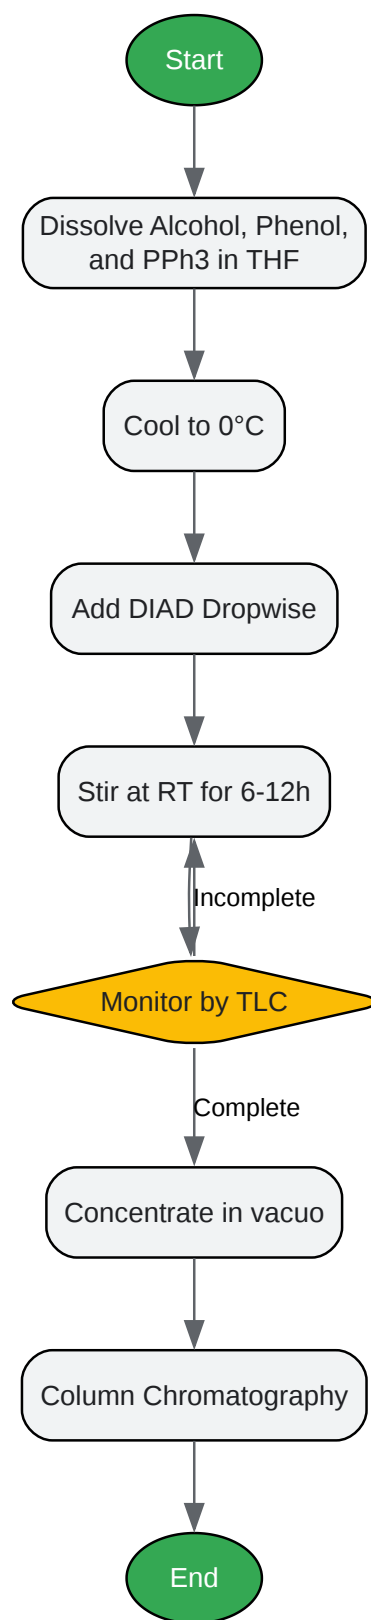 Start
Dissolve Alcohol, Phenol,
and PPh3 in THF
Cool to 0°C
Add DIAD Dropwise
Stir at RT for 6-12h
Incomplete
Monitor by TLC
Complete
Concentrate in vacuo
Column Chromatography
End